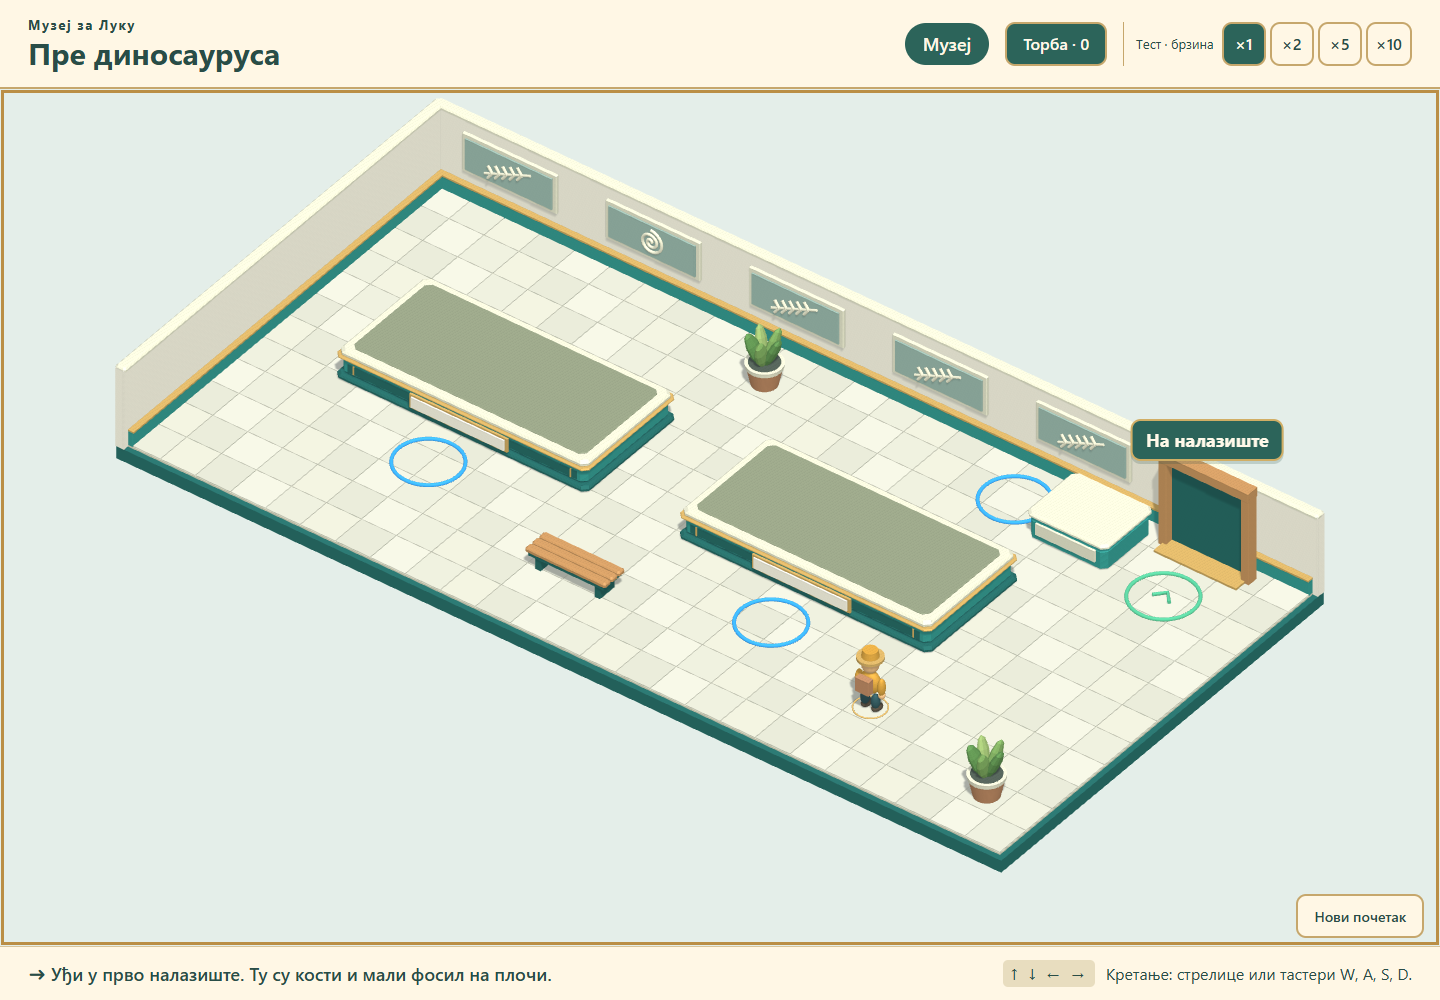 Музеј за Луку
Пре диносауруса
Музеј
Торба · 0
Тест · брзина
×1
×2
×5
×10
На налазиште
Нови почетак
→ Уђи у прво налазиште. Ту су кости и мали фосил на плочи.
↑ ↓ ← → Кретање: стрелице или тастери W, A, S, D.